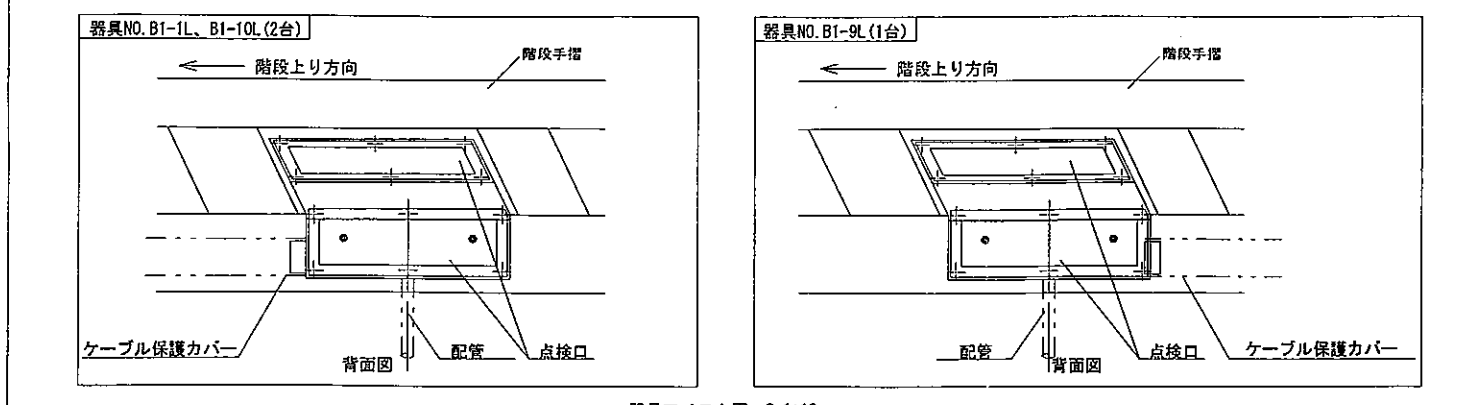 器具NO. B1-1L、B1-10L(2台)
階段手摺
階段上り方向
ケーブル保護カバー
配管
点検口
背面図
器具NO. B1-9L(1台)
階段手摺
階段上り方向
配管
点検口
ケーブル保護カバー
背面図